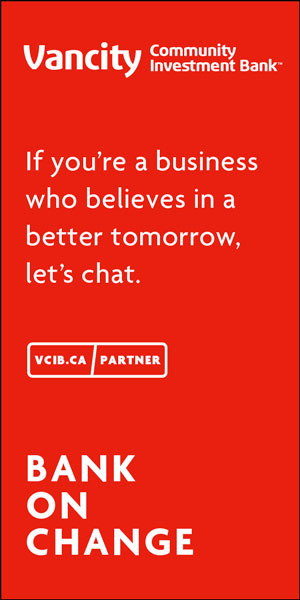 Vancity Community
Investment Bank™
If you're a business
who believes in a
better tomorrow,
let's chat.
VCIB.CA / PARTNER
BANK
ON
CHANGE